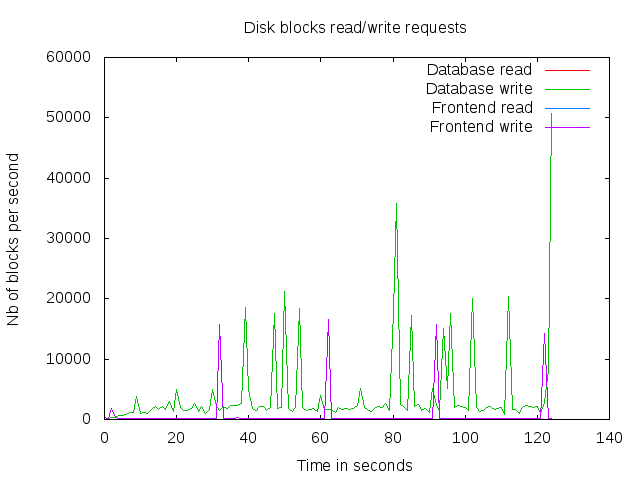 Disk blocks read/write requests
60000
50000
40000
30000
20000
10000
0
Nb of blocks per second
Database read
Database write
Frontend read
Frontend write
0 20 40 60 80 100 120 140
Time in seconds